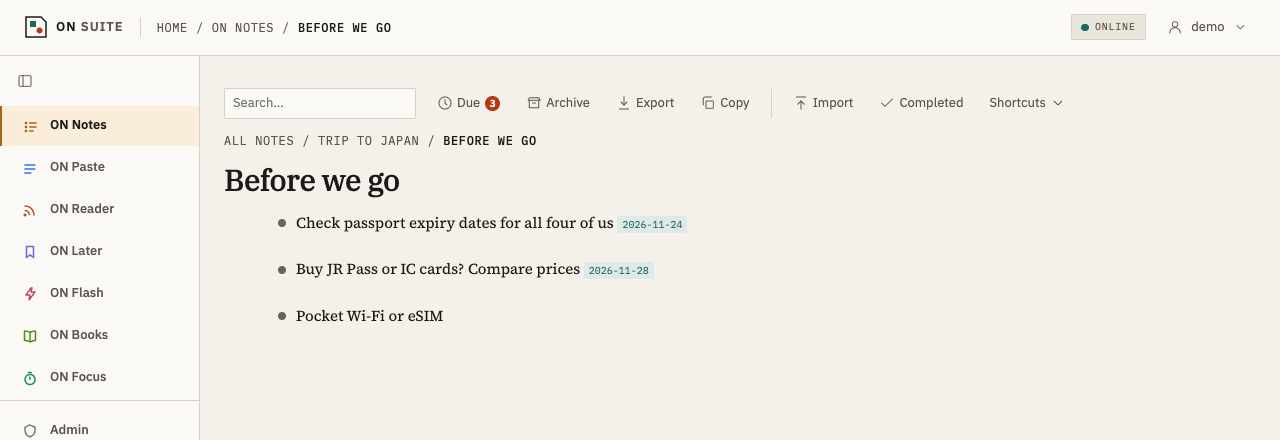 ON SUITE
HOME / ON NOTES / BEFORE WE GO
ONLINE
demo
ON Notes
ON Paste
ON Reader
ON Later
ON Flash
ON Books
ON Focus
Admin
Search...
Due 3
Archive
Export
Copy
Import
Completed
Shortcuts
ALL NOTES / TRIP TO JAPAN / BEFORE WE GO
Before we go
Check passport expiry dates for all four of us 2026-11-24
Buy JR Pass or IC cards? Compare prices 2026-11-28
Pocket Wi-Fi or eSIM